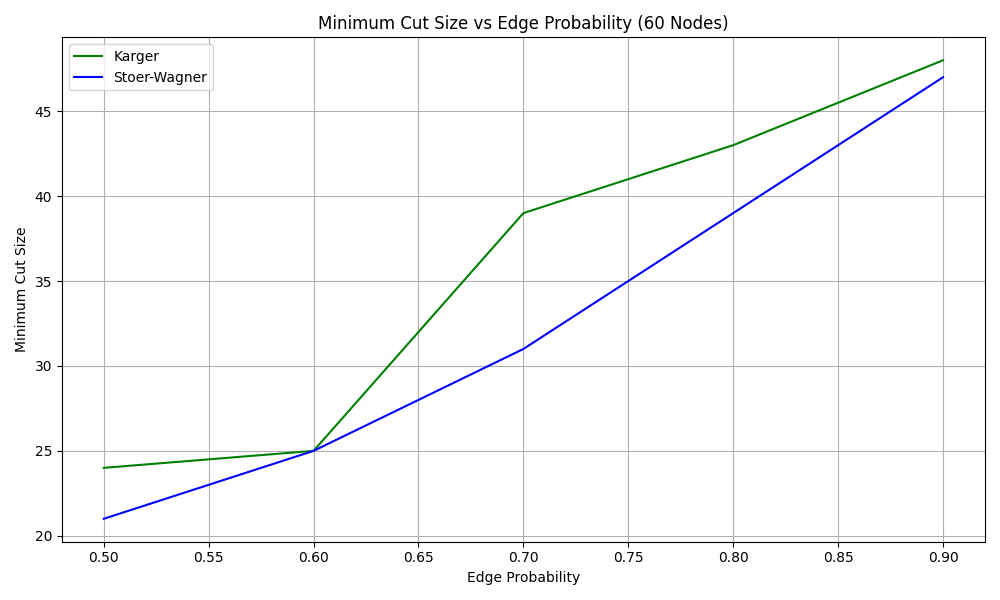 Minimum Cut Size vs Edge Probability (60 Nodes)
Karger
Stoer-Wagner
Minimum Cut Size
45
40
35
30
25
20
0.50 0.55 0.60 0.65 0.70 0.75 0.80 0.85 0.90
Edge Probability